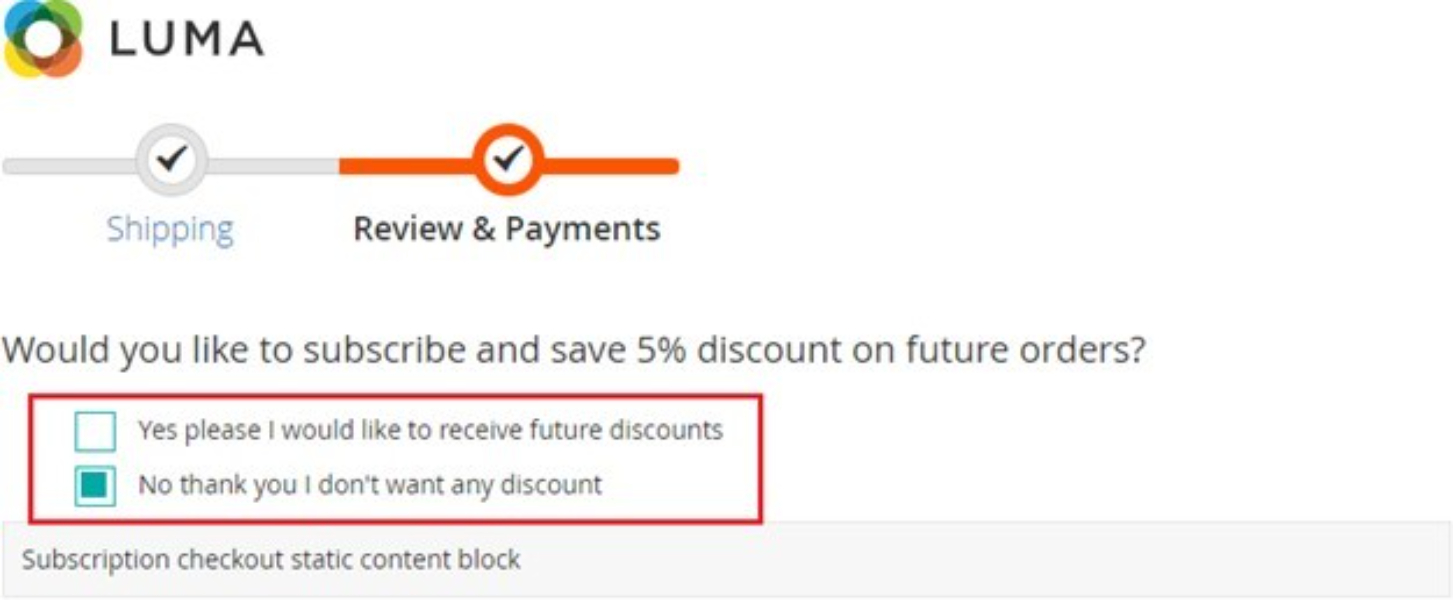 LUMA
Shipping
Review & Payments
Would you like to subscribe and save 5% discount on future orders?
Yes please I would like to receive future discounts
No thank you I don't want any discount
Subscription checkout static content block